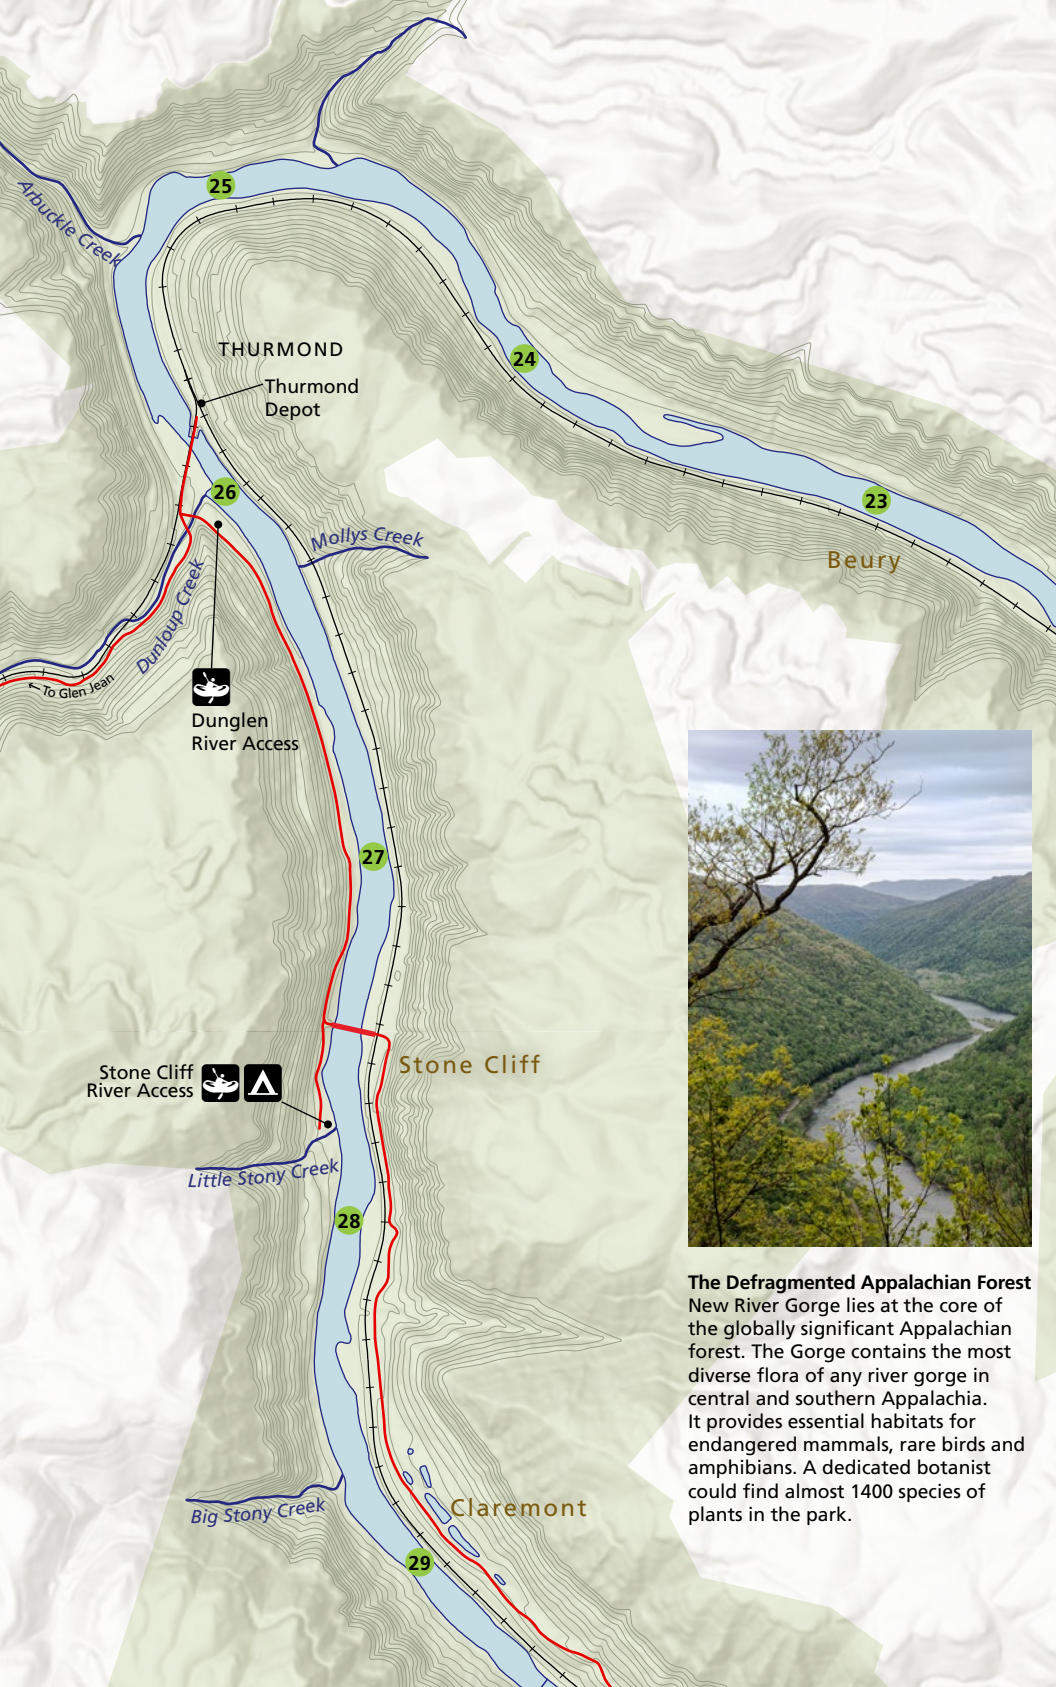 25
Arbuckle Creek
THURMOND
24
Thurmond
Depot
26
23
Mollys Creek
Beury
Dunloup Creek
←To Glen Jean
Dunglen
River Access
27
Stone Cliff
Stone Cliff
River Access
Little Stony Creek
28
The Defragmented Appalachian Forest
New River Gorge lies at the core of
the globally significant Appalachian
forest. The Gorge contains the most
diverse flora of any river gorge in
central and southern Appalachia.
It provides essential habitats for
endangered mammals, rare birds and
amphibians. A dedicated botanist
could find almost 1400 species of
plants in the park.
Big Stony Creek
Claremont
29